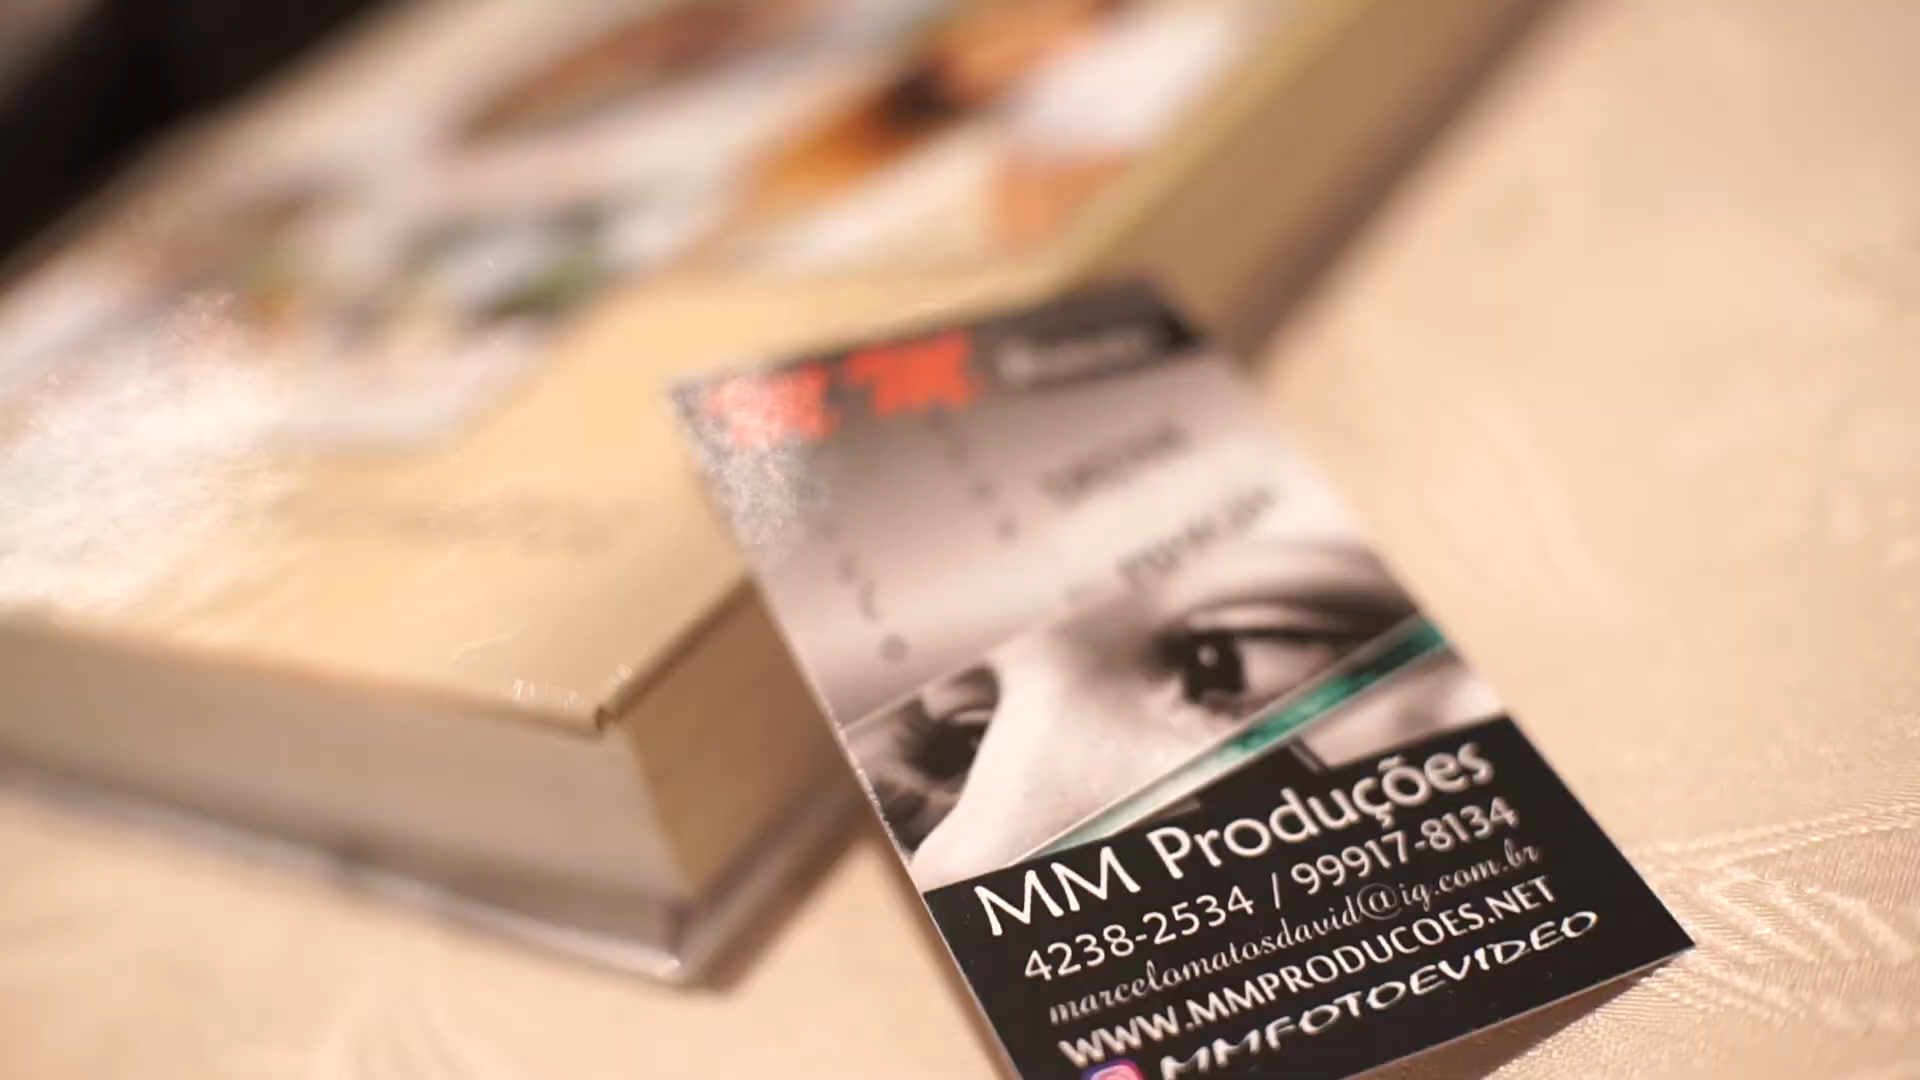 MM Produções
4238-2534 / 99917-8134
marcelomatosdavid@ig.com.br
WWW.MMPRODUCOES.NET
MMFOTOEVIDEO